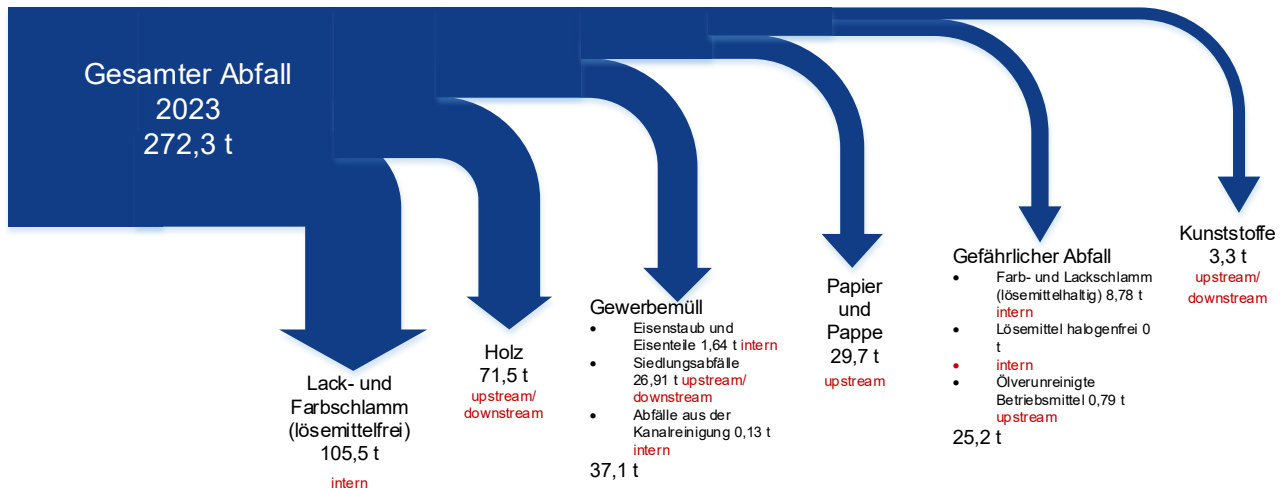 Gesamter Abfall
2023
272,3 t
Lack- und
Farbschlamm
(lösemittelfrei)
105,5 t
intern
Holz
71,5 t
upstream/
downstream
Gewerbemüll
• Eisenstaub und
Eisenteile 1,64 t intern
• Siedlungsabfälle
26,91 t upstream/
downstream
• Abfälle aus der
Kanalreinigung 0,13 t
intern
37,1 t
Papier
und
Pappe
29,7 t
upstream
Gefährlicher Abfall
• Farb- und Lackschlamm
(lösemittelhaltig) 8,78 t
intern
• Lösemittel halogenfrei 0
t
• intern
• Ölverunreinigte
Betriebsmittel 0,79 t
upstream
25,2 t
Kunststoffe
3,3 t
upstream/
downstream